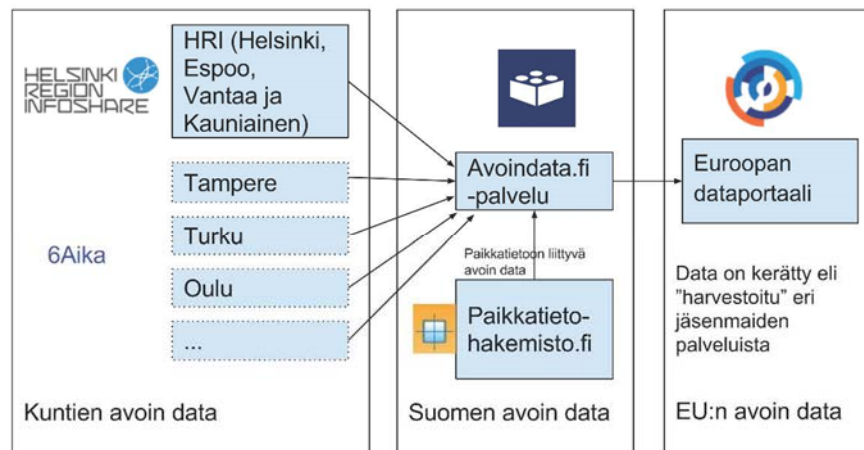 HELSINKI
REGION
INFOSHARE
HRI (Helsinki,
Espoo,
Vantaa ja
Kauniainen)
Tampere
Turku
6Aika
Oulu
...
Kuntien avoin data
Avoindata.fi
-palvelu
Paikkatietoon liittyvä
avoin data
Paikkatieto-
hakemisto.fi
Suomen avoin data
Euroopan
dataportaali
Data on kerätty eli
”harvestoitu” eri
jäsenmaiden
palveluista
EU:n avoin data